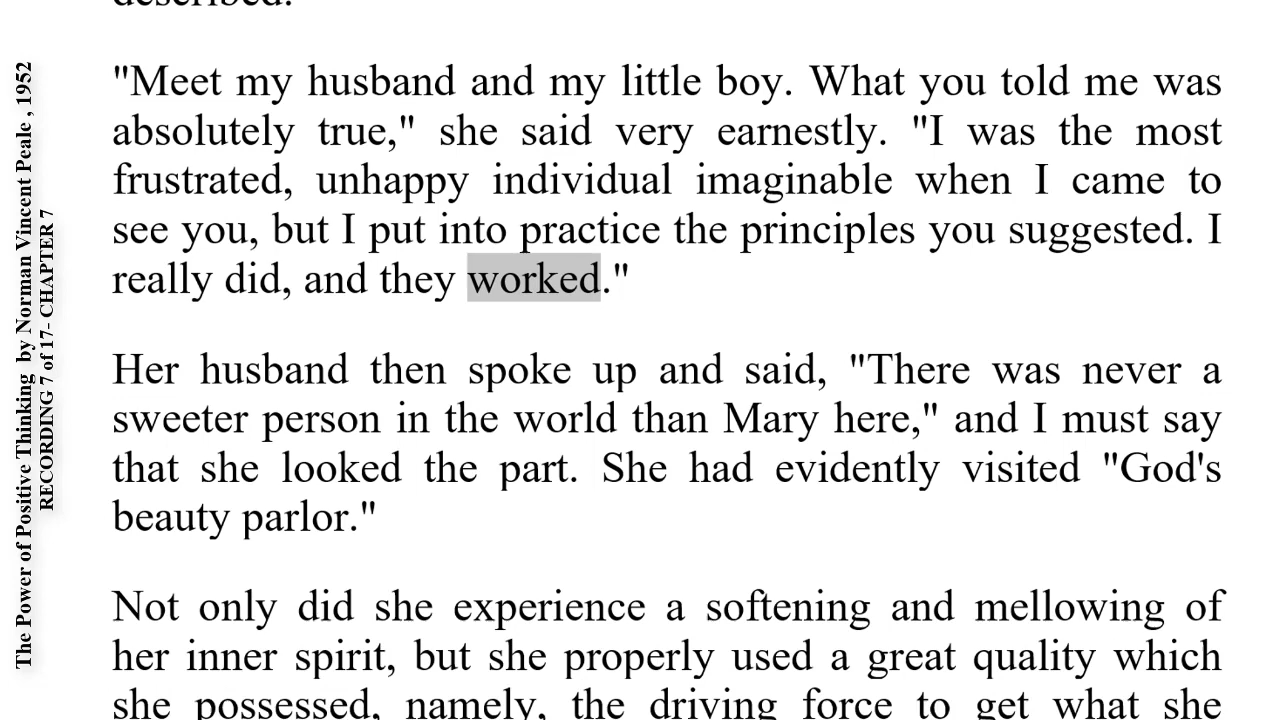 described.
"Meet my husband and my little boy. What you told me was
absolutely true," she said very earnestly. "I was the most
frustrated, unhappy individual imaginable when I came to
see you, but I put into practice the principles you suggested. I
really did, and they worked."
Her husband then spoke up and said, "There was never a
sweeter person in the world than Mary here," and I must say
that she looked the part. She had evidently visited "God's
beauty parlor."
Not only did she experience a softening and mellowing of
her inner spirit, but she properly used a great quality which
she possessed, namely, the driving force to get what she
The Power of Positive Thinking by Norman Vincent Peale , 1952
RECORDING 7 of 17- CHAPTER 7